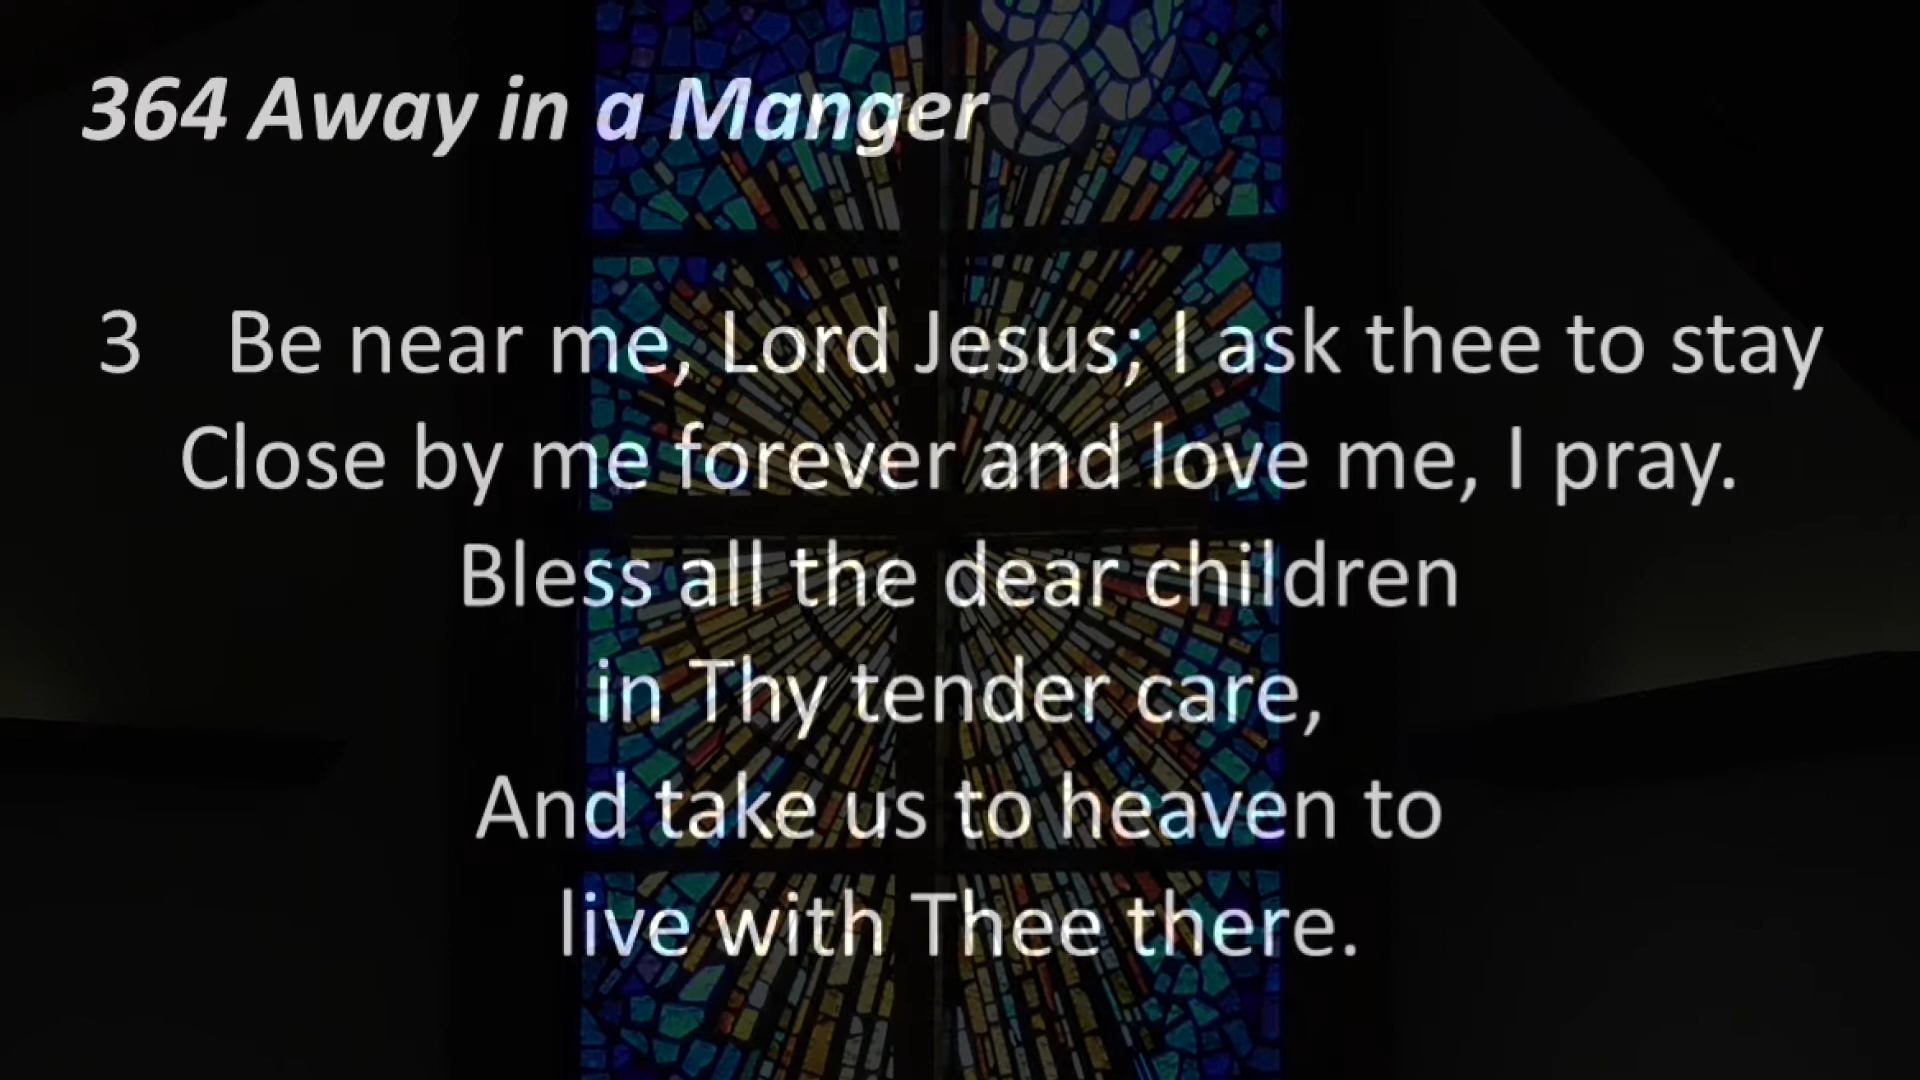 364 Away in a Manger
3 Be near me, Lord Jesus; I ask thee to stay
Close by me forever and love me, I pray.
Bless all the dear children
in Thy tender care,
And take us to heaven to
live with Thee there.